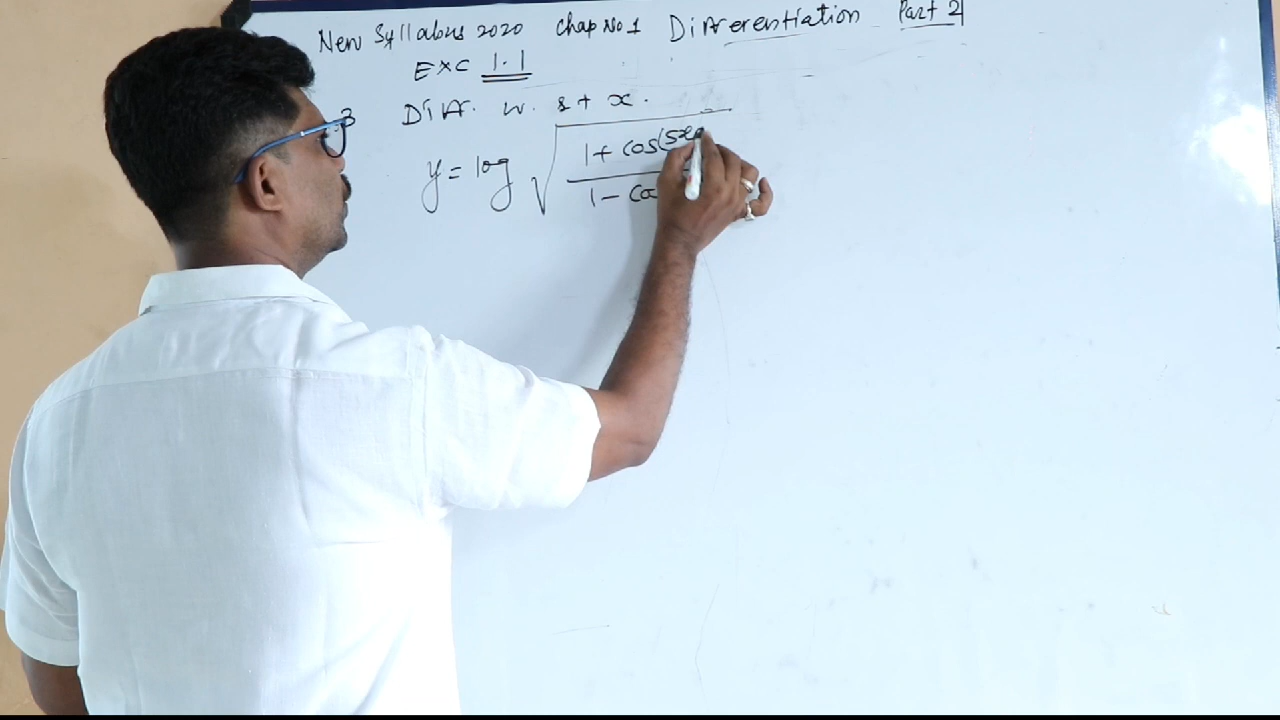 New Syllabus 2020 Chap No 1 Differentiation Part 2
Exc 1.1
3 Diff. w. r. t x.
y = log √
1 + cos(5x
1 - co